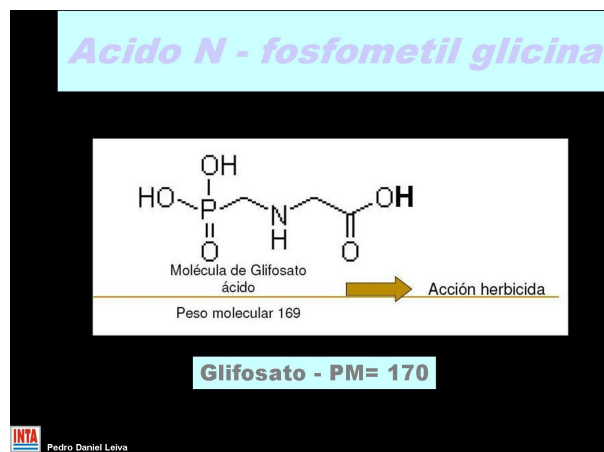 Acido N - fosfometil glicina
OH
HO
P
OH
N
H
O
O
Molécula de Glifosato
ácido
Acción herbicida
Peso molecular 169
Glifosato - PM= 170
INTA
Pedro Daniel Leiva